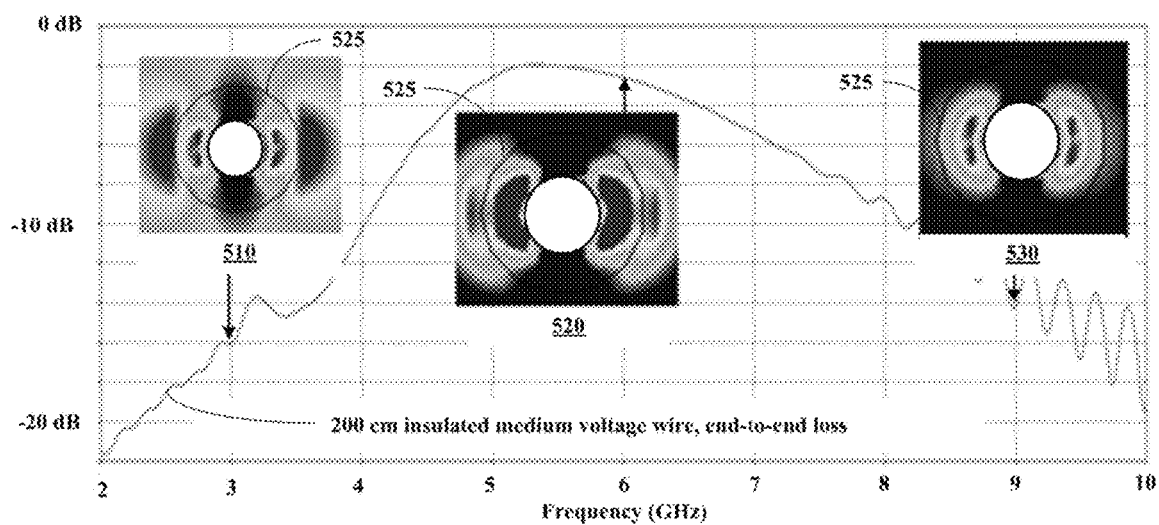 0 dB
525
525
525
-10 dB
510
520
530
-20 dB
200 cm insulated medium voltage wire, end-to-end loss
2 3 4 5 6 7 8 9 10
Frequency (GHz)